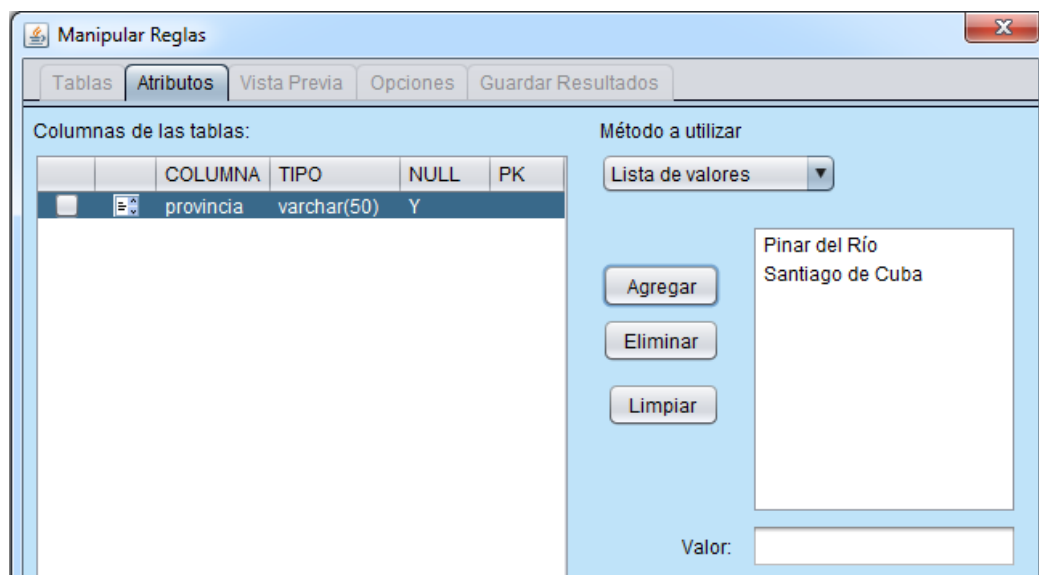 Manipular Reglas
Tablas Atributos Vista Previa Opciones Guardar Resultados
Columnas de las tablas:
COLUMNA TIPO NULL PK
provincia varchar(50) Y
Método a utilizar
Lista de valores
Agregar
Eliminar
Limpiar
Pinar del Río
Santiago de Cuba
Valor: